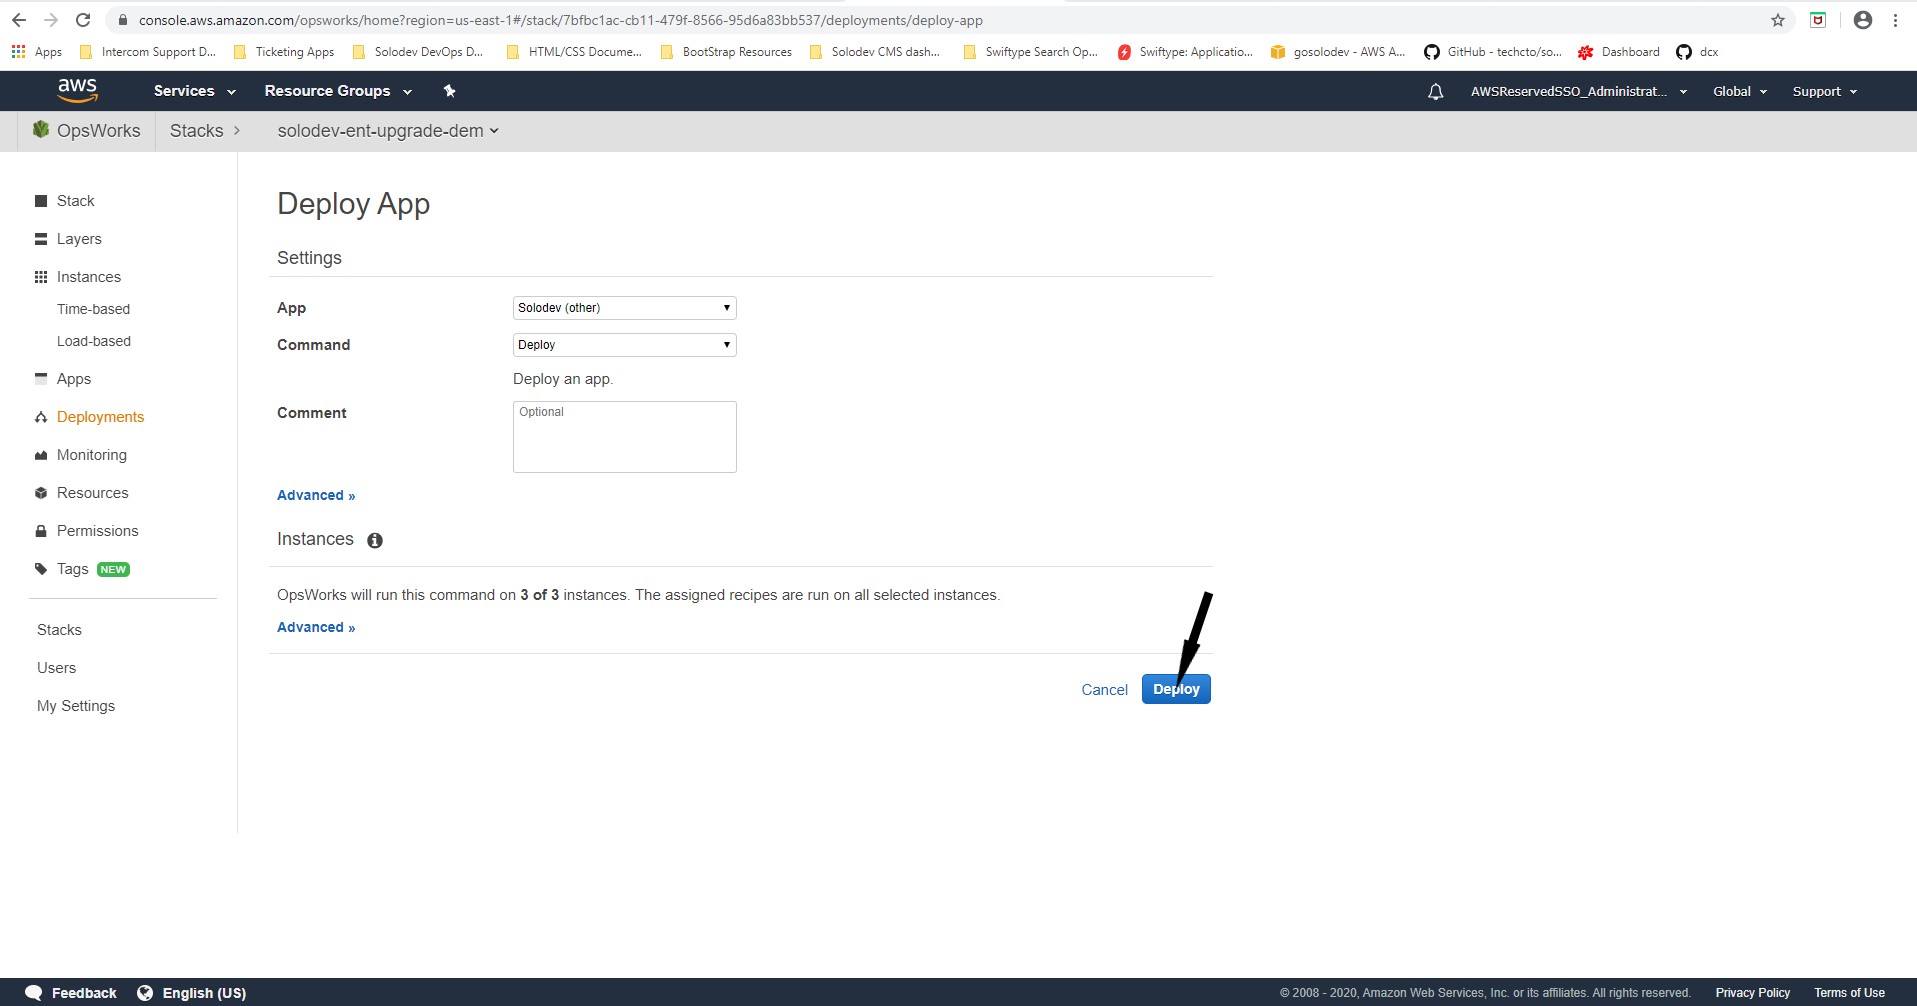 console.aws.amazon.com/opsworks/home?region=us-east-1#/stack/7bfbc1ac-cb11-479f-8566-95d6a83bb537/deployments/deploy-app
Apps Intercom Support D... Ticketing Apps Solodev DevOps D... HTML/CSS Docume... BootStrap Resources Solodev CMS dash... Swiftype Search Op... Swiftype: Applicatio... gosolodev - AWS A... GitHub - techcto/so... Dashboard dcx
aws Services Resource Groups AWSReservedSSO_Administrat... Global Support
OpsWorks Stacks solodev-ent-upgrade-dem
Stack
Layers
Instances
Time-based
Load-based
Apps
Deployments
Monitoring
Resources
Permissions
Tags NEW
Stacks
Users
My Settings
Deploy App
Settings
App Solodev (other)
Command Deploy
Deploy an app.
Comment Optional
Advanced »
Instances
OpsWorks will run this command on 3 of 3 instances. The assigned recipes are run on all selected instances.
Advanced »
Cancel Deploy
Feedback English (US) © 2008 - 2020, Amazon Web Services, Inc. or its affiliates. All rights reserved. Privacy Policy Terms of Use